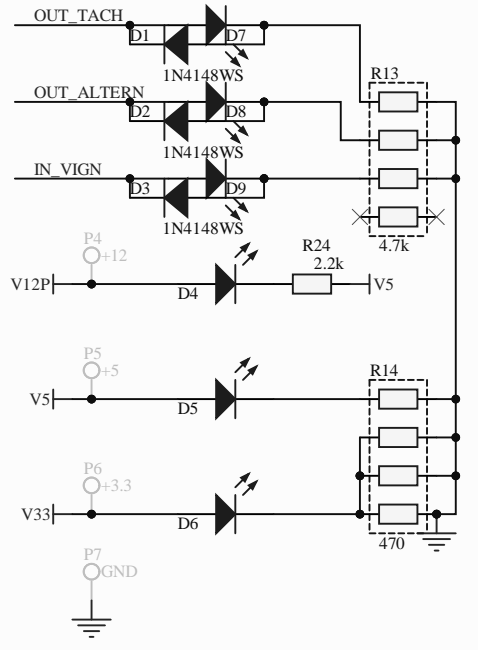 OUT_TACH
D1 D7
1N4148WS
R13
OUT_ALTERN
D2 D8
1N4148WS
IN_VIGN
D3 D9
1N4148WS
4.7k
P4
+12
R24
2.2k
V12P
D4
V5
P5
+5
R14
V5
D5
P6
+3.3
V33
D6
470
P7
GND